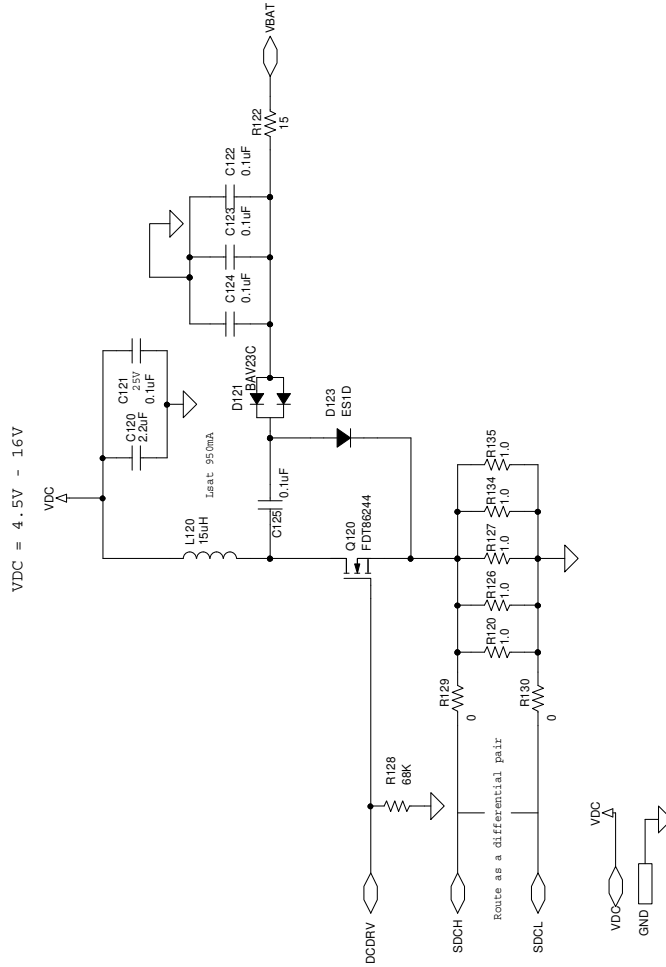 VDC = 4.5V - 16V
VDC
C120
2.2uF
C121
25V
0.1uF
L120
15uH
Lsat 950mA
C125
0.1uF
D121
BAV23C
D123
ES1D
C124
0.1uF
C123
0.1uF
C122
0.1uF
R122
15
VBAT
Q120
FDT86244
DCDRV
R128
68K
SDCH
R129
0
Route as a differential pair
SDCL
R130
0
R120
1.0
R126
1.0
R127
1.0
R134
1.0
R135
1.0
VDC
VDC
GND